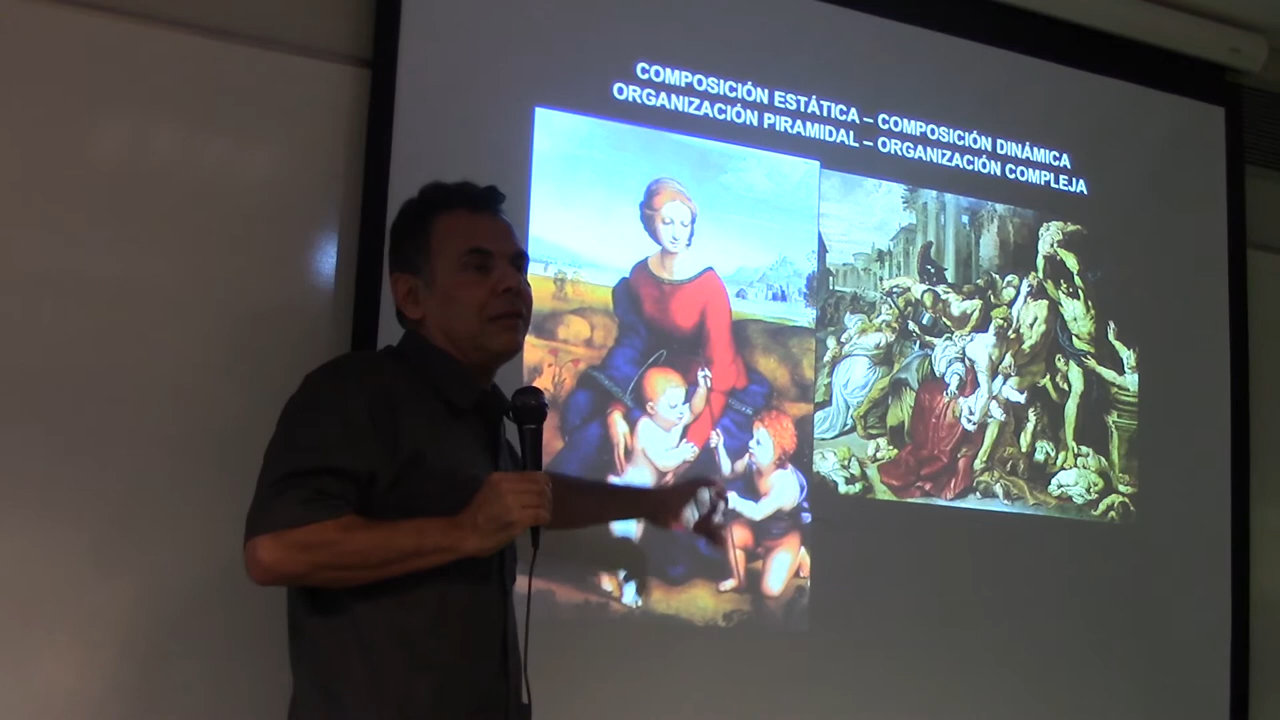 COMPOSICIÓN ESTÁTICA – COMPOSICIÓN DINÁMICA
ORGANIZACIÓN PIRAMIDAL – ORGANIZACIÓN COMPLEJA